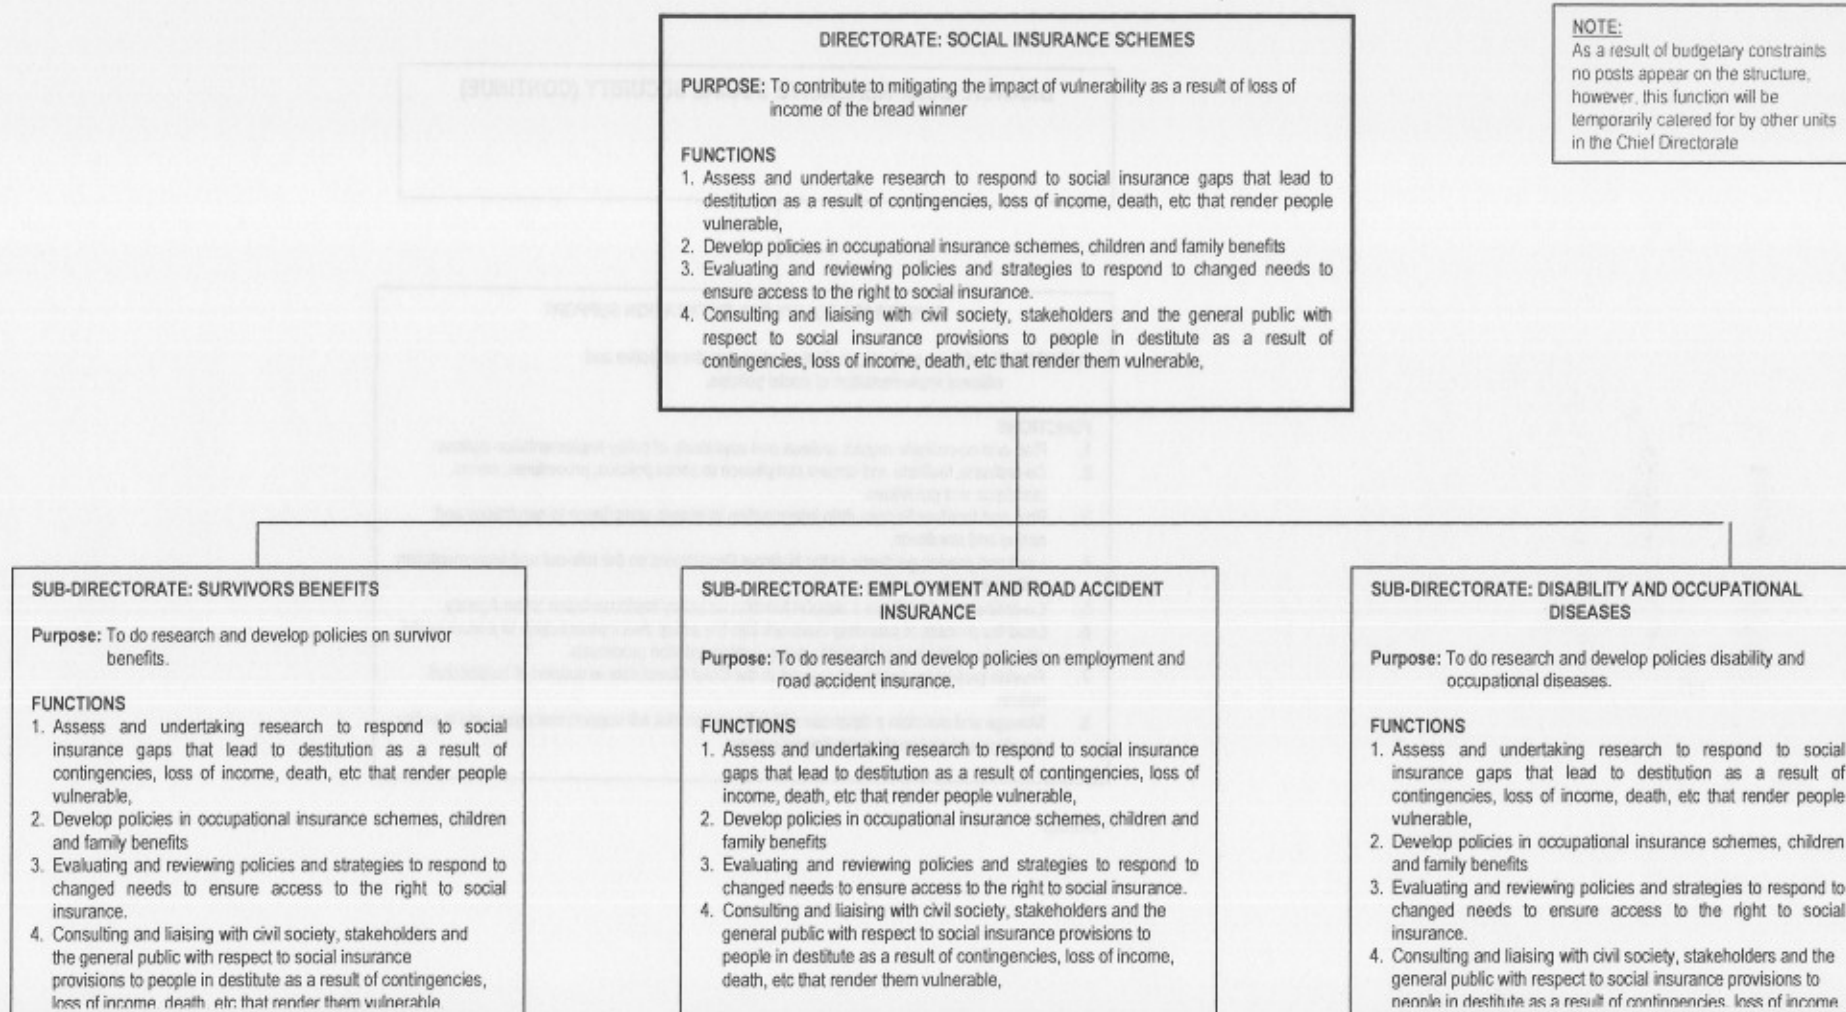 DIRECTORATE: SOCIAL INSURANCE SCHEMES
PURPOSE: To contribute to mitigating the impact of vulnerability as a result of loss of
income of the bread winner
FUNCTIONS
1. Assess and undertake research to respond to social insurance gaps that lead to
destitution as a result of contingencies, loss of income, death, etc that render people
vulnerable,
2. Develop policies in occupational insurance schemes, children and family benefits
3. Evaluating and reviewing policies and strategies to respond to changed needs to
ensure access to the right to social insurance.
4. Consulting and liaising with civil society, stakeholders and the general public with
respect to social insurance provisions to people in destitute as a result of
contingencies, loss of income, death, etc that render them vulnerable,
NOTE:
As a result of budgetary constraints
no posts appear on the structure,
however, this function will be
temporarily catered for by other units
in the Chief Directorate
SUB-DIRECTORATE: SURVIVORS BENEFITS
Purpose: To do research and develop policies on survivor
benefits.
FUNCTIONS
1. Assess and undertaking research to respond to social
insurance gaps that lead to destitution as a result of
contingencies, loss of income, death, etc that render people
vulnerable,
2. Develop policies in occupational insurance schemes, children
and family benefits
3. Evaluating and reviewing policies and strategies to respond to
changed needs to ensure access to the right to social
insurance.
4. Consulting and liaising with civil society, stakeholders and
the general public with respect to social insurance
provisions to people in destitute as a result of contingencies,
loss of income, death, etc that render them vulnerable
SUB-DIRECTORATE: EMPLOYMENT AND ROAD ACCIDENT
INSURANCE
Purpose: To do research and develop policies on employment and
road accident insurance.
FUNCTIONS
1. Assess and undertaking research to respond to social insurance
gaps that lead to destitution as a result of contingencies, loss of
income, death, etc that render people vulnerable,
2. Develop policies in occupational insurance schemes, children and
family benefits
3. Evaluating and reviewing policies and strategies to respond to
changed needs to ensure access to the right to social insurance.
4. Consulting and liaising with civil society, stakeholders and the
general public with respect to social insurance provisions to
people in destitute as a result of contingencies, loss of income,
death, etc that render them vulnerable,
SUB-DIRECTORATE: DISABILITY AND OCCUPATIONAL
DISEASES
Purpose: To do research and develop policies disability and
occupational diseases.
FUNCTIONS
1. Assess and undertaking research to respond to social
insurance gaps that lead to destitution as a result of
contingencies, loss of income, death, etc that render people
vulnerable,
2. Develop policies in occupational insurance schemes, children
and family benefits
3. Evaluating and reviewing policies and strategies to respond to
changed needs to ensure access to the right to social
insurance.
4. Consulting and liaising with civil society, stakeholders and the
general public with respect to social insurance provisions to
people in destitute as a result of contingencies, loss of income